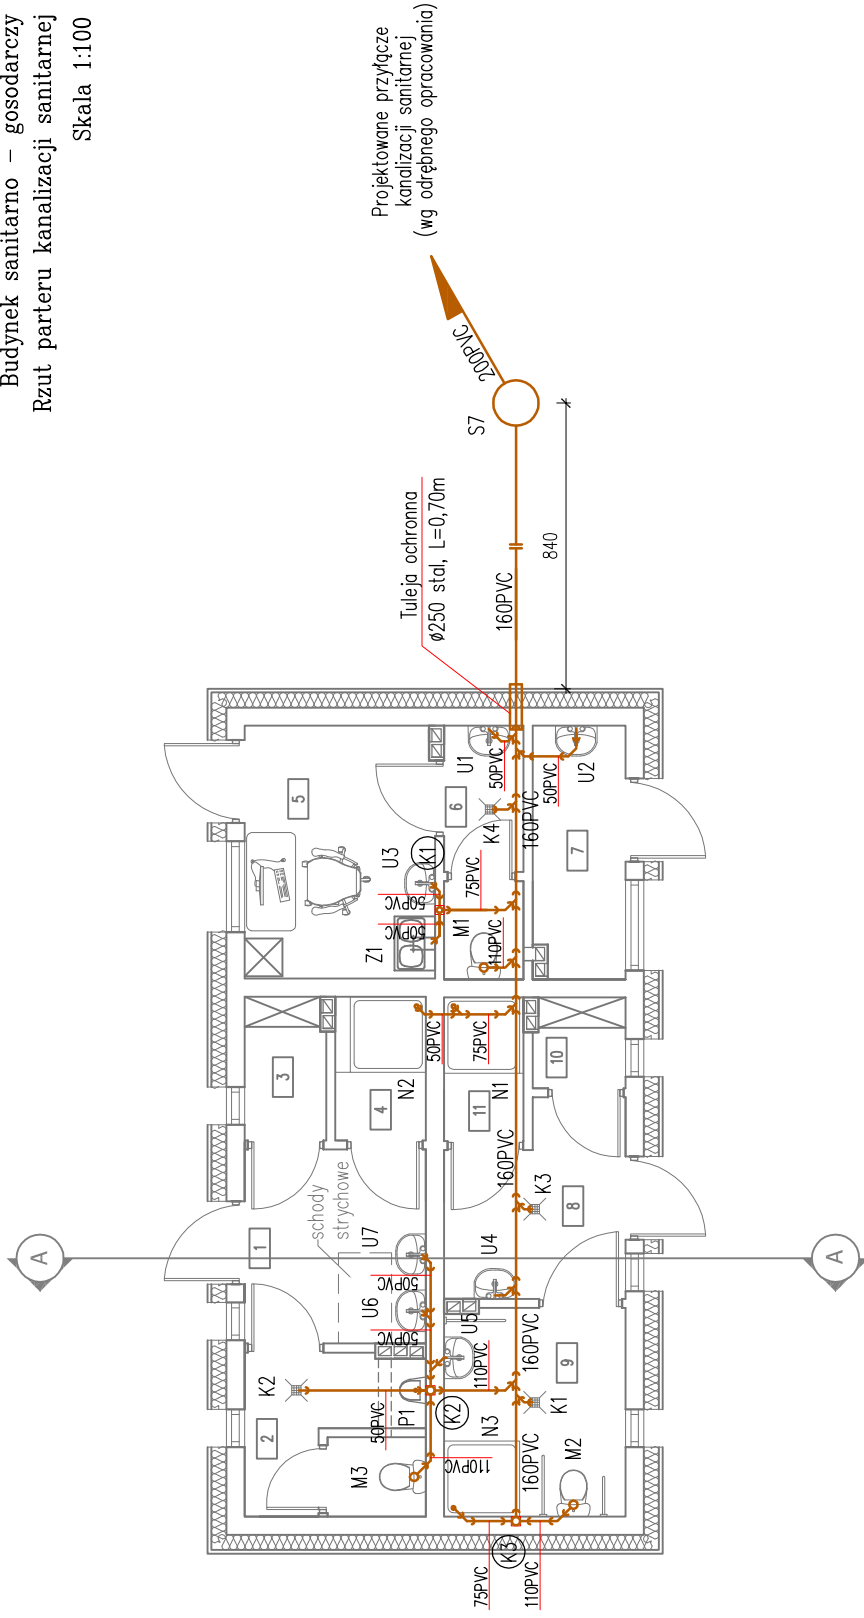 Budynek sanitarno – gosodarczy
Rzut parteru kanalizacji sanitarnej
Skala 1:100
Projektowane przyłącze
kanalizacji sanitarnej
(wg odrębnego opracowania)
200PVC
S7
840
Tuleja ochronna
ø250 stal, L=0,70m
160PVC
5
U1
50PVC
50PVC
U2
6
K4
160PVC
7
U3
K1
75PVC
50PVC
50PVC
Z1
M1
110PVC
3
50PVC
75PVC
10
N2
N1
4
11
160PVC
schody
strychowe
K3
8
1
U7
U4
A
A
50PVC
U6
50PVC
U5
160PVC
110PVC
9
K2
P1
50PVC
K2
K1
2
N3
M3
110PVC
160PVC
M2
K3
75PVC
110PVC